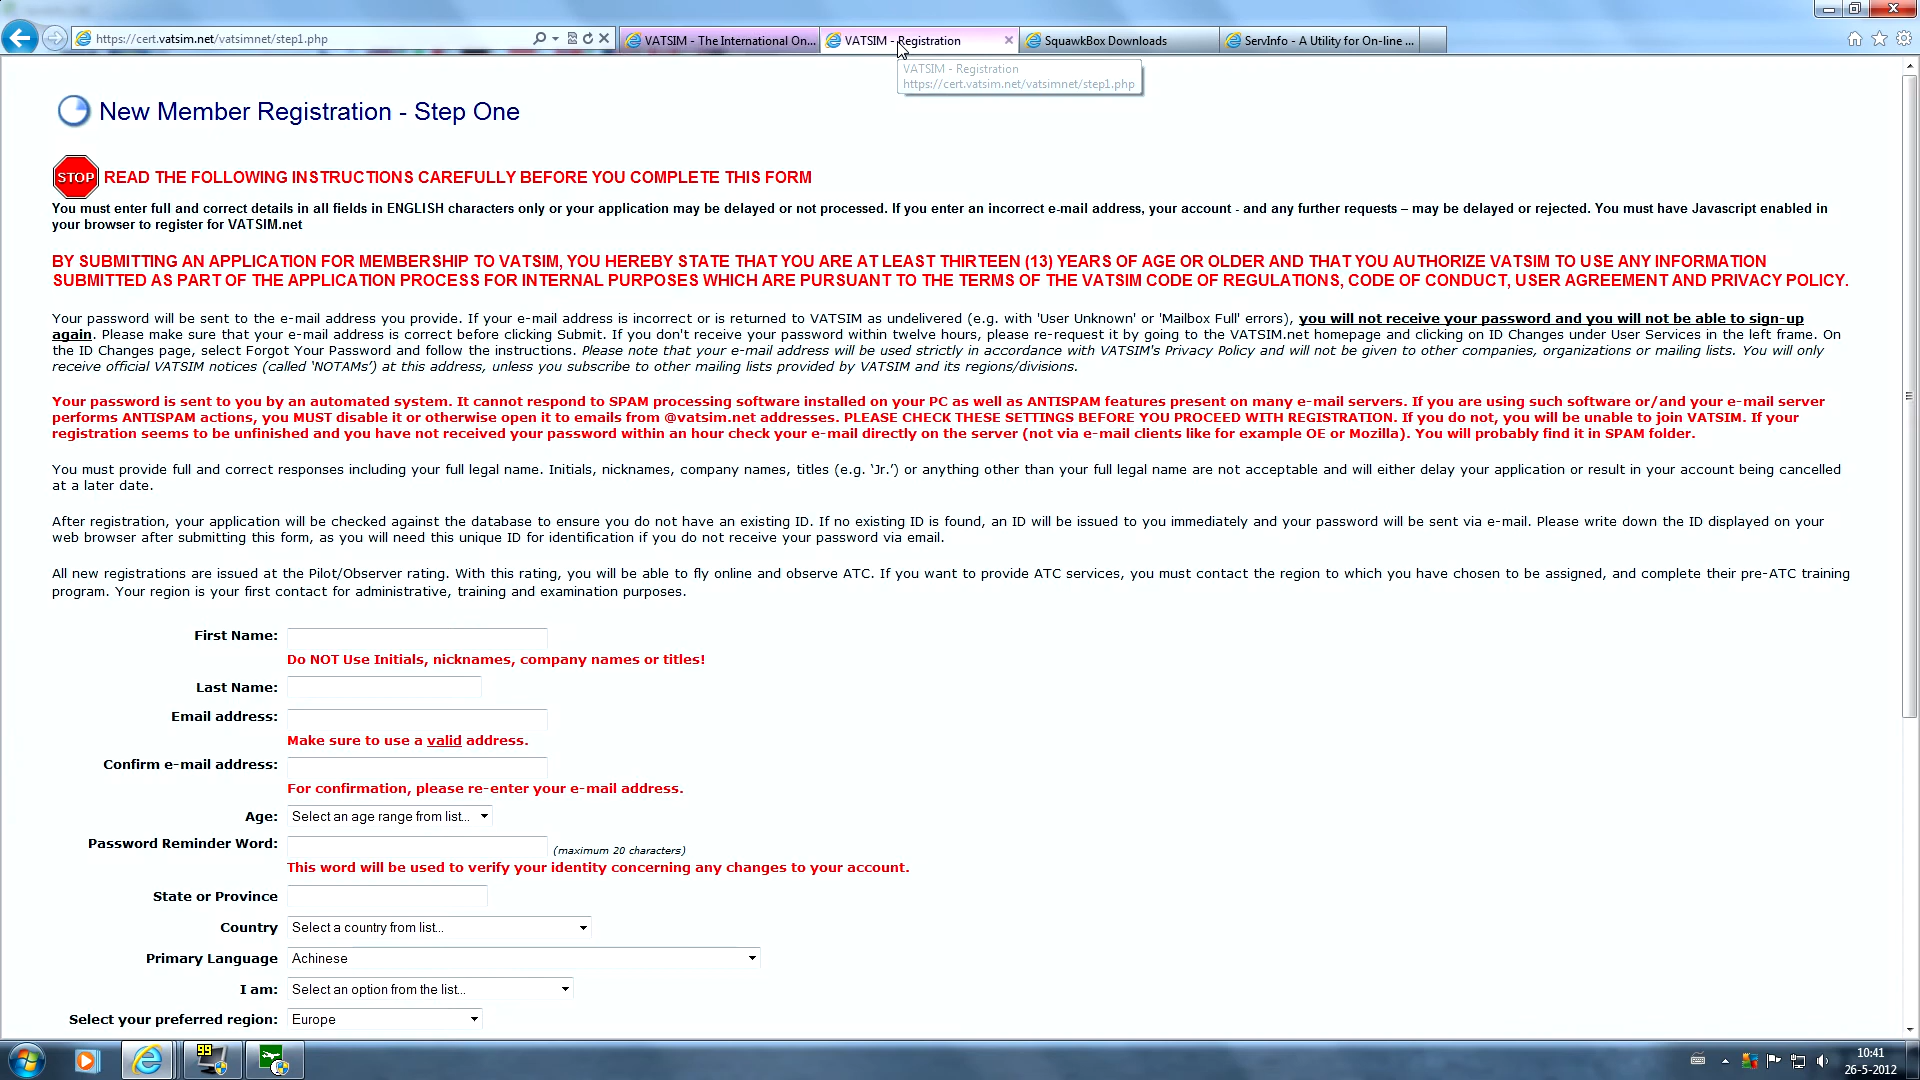 https://cert.vatsim.net/vatsimnet/step1.php
VATSIM - The International On...
VATSIM - Registration
SquawkBox Downloads
ServInfo - A Utility for On-line ...
VATSIM - Registration
https://cert.vatsim.net/vatsimnet/step1.php
New Member Registration - Step One
STOP READ THE FOLLOWING INSTRUCTIONS CAREFULLY BEFORE YOU COMPLETE THIS FORM
You must enter full and correct details in all fields in ENGLISH characters only or your application may be delayed or not processed. If you enter an incorrect e-mail address, your account - and any further requests – may be delayed or rejected. You must have Javascript enabled in
your browser to register for VATSIM.net
BY SUBMITTING AN APPLICATION FOR MEMBERSHIP TO VATSIM, YOU HEREBY STATE THAT YOU ARE AT LEAST THIRTEEN (13) YEARS OF AGE OR OLDER AND THAT YOU AUTHORIZE VATSIM TO USE ANY INFORMATION
SUBMITTED AS PART OF THE APPLICATION PROCESS FOR INTERNAL PURPOSES WHICH ARE PURSUANT TO THE TERMS OF THE VATSIM CODE OF REGULATIONS, CODE OF CONDUCT, USER AGREEMENT AND PRIVACY POLICY.
Your password will be sent to the e-mail address you provide. If your e-mail address is incorrect or is returned to VATSIM as undelivered (e.g. with 'User Unknown' or 'Mailbox Full' errors), you will not receive your password and you will not be able to sign-up
again. Please make sure that your e-mail address is correct before clicking Submit. If you don't receive your password within twelve hours, please re-request it by going to the VATSIM.net homepage and clicking on ID Changes under User Services in the left frame. On
the ID Changes page, select Forgot Your Password and follow the instructions. Please note that your e-mail address will be used strictly in accordance with VATSIM's Privacy Policy and will not be given to other companies, organizations or mailing lists. You will only
receive official VATSIM notices (called ‘NOTAMs’) at this address, unless you subscribe to other mailing lists provided by VATSIM and its regions/divisions.
Your password is sent to you by an automated system. It cannot respond to SPAM processing software installed on your PC as well as ANTISPAM features present on many e-mail servers. If you are using such software or/and your e-mail server
performs ANTISPAM actions, you MUST disable it or otherwise open it to emails from @vatsim.net addresses. PLEASE CHECK THESE SETTINGS BEFORE YOU PROCEED WITH REGISTRATION. If you do not, you will be unable to join VATSIM. If your
registration seems to be unfinished and you have not received your password within an hour check your e-mail directly on the server (not via e-mail clients like for example OE or Mozilla). You will probably find it in SPAM folder.
You must provide full and correct responses including your full legal name. Initials, nicknames, company names, titles (e.g. ‘Jr.’) or anything other than your full legal name are not acceptable and will either delay your application or result in your account being cancelled
at a later date.
After registration, your application will be checked against the database to ensure you do not have an existing ID. If no existing ID is found, an ID will be issued to you immediately and your password will be sent via e-mail. Please write down the ID displayed on your
web browser after submitting this form, as you will need this unique ID for identification if you do not receive your password via email.
All new registrations are issued at the Pilot/Observer rating. With this rating, you will be able to fly online and observe ATC. If you want to provide ATC services, you must contact the region to which you have chosen to be assigned, and complete their pre-ATC training
program. Your region is your first contact for administrative, training and examination purposes.
First Name:
Do NOT Use Initials, nicknames, company names or titles!
Last Name:
Email address:
Make sure to use a valid address.
Confirm e-mail address:
For confirmation, please re-enter your e-mail address.
Age: Select an age range from list...
Password Reminder Word: (maximum 20 characters)
This word will be used to verify your identity concerning any changes to your account.
State or Province
Country Select a country from list...
Primary Language Achinese
I am: Select an option from the list...
Select your preferred region: Europe
99
10:41
26-5-2012